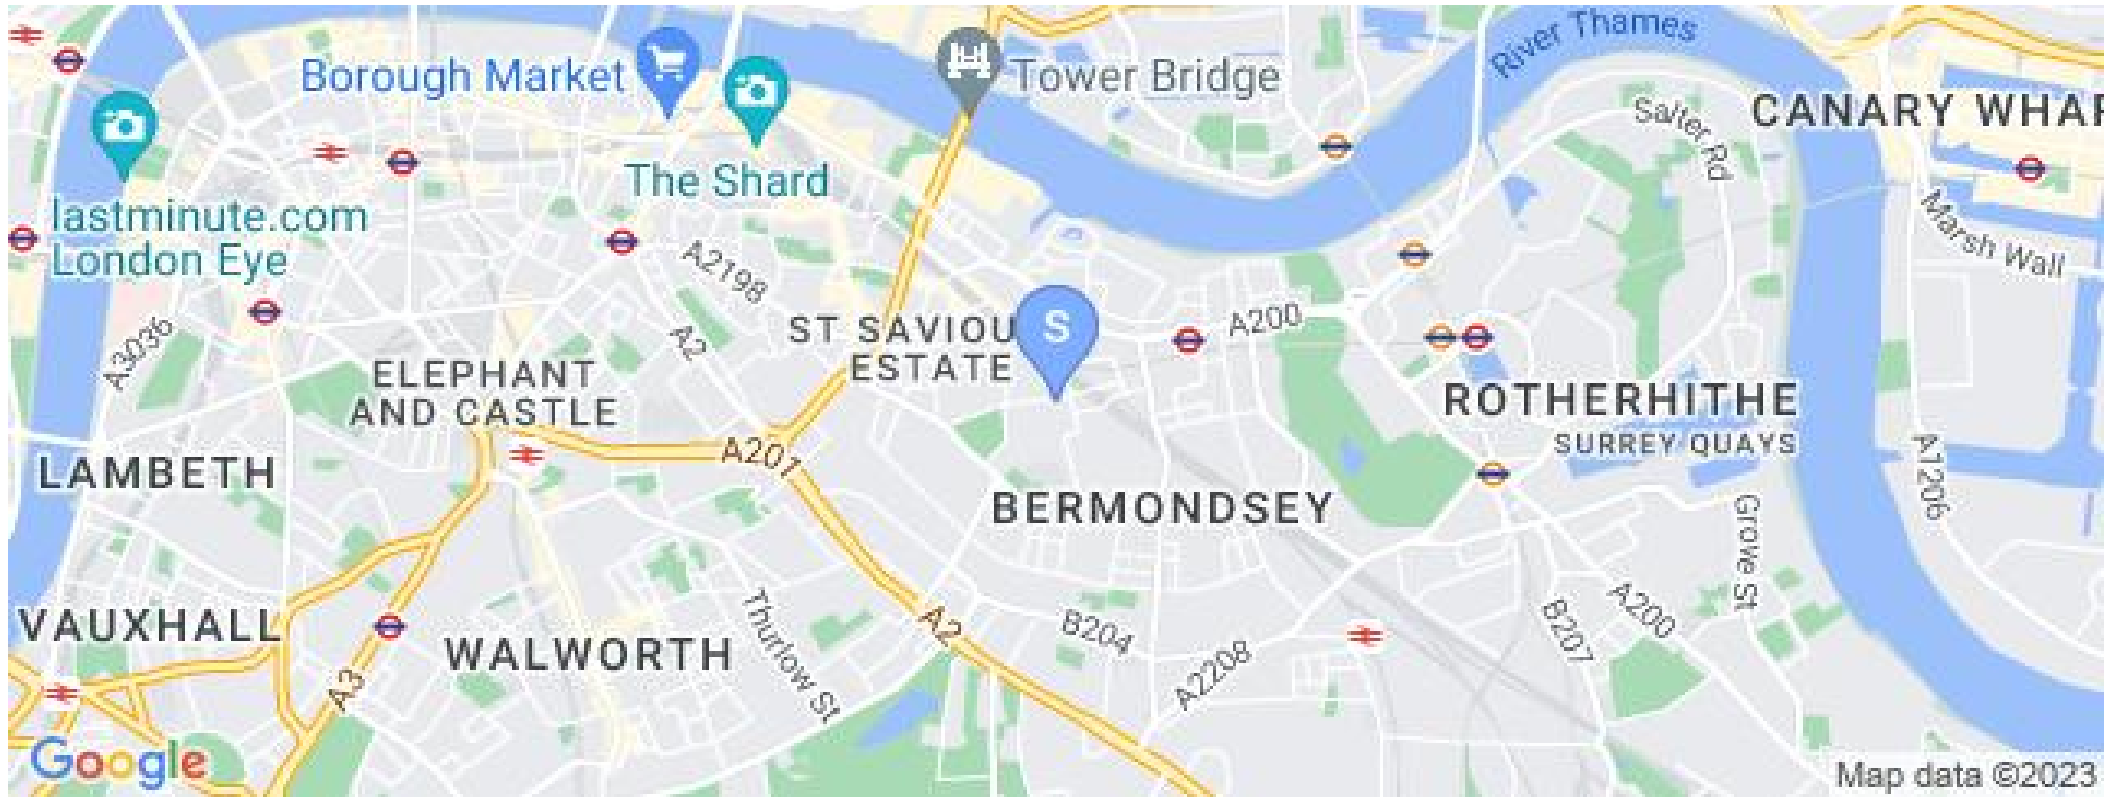 River Thames
Borough Market
Tower Bridge
CANARY WHAR
Salter Rd
The Shard
lastminute.com
London Eye
Marsh Wall
A2198
A200
S
ST SAVIOU
ESTATE
A3036
A2
ELEPHANT
AND CASTLE
ROTHERHITHE
SURREY QUAYS
A201
LAMBETH
A1206
BERMONDSEY
Grove St
VAUXHALL
WALWORTH
Thurlow St
A2
B204
A200
B207
A2208
A3
Google
Map data ©2023